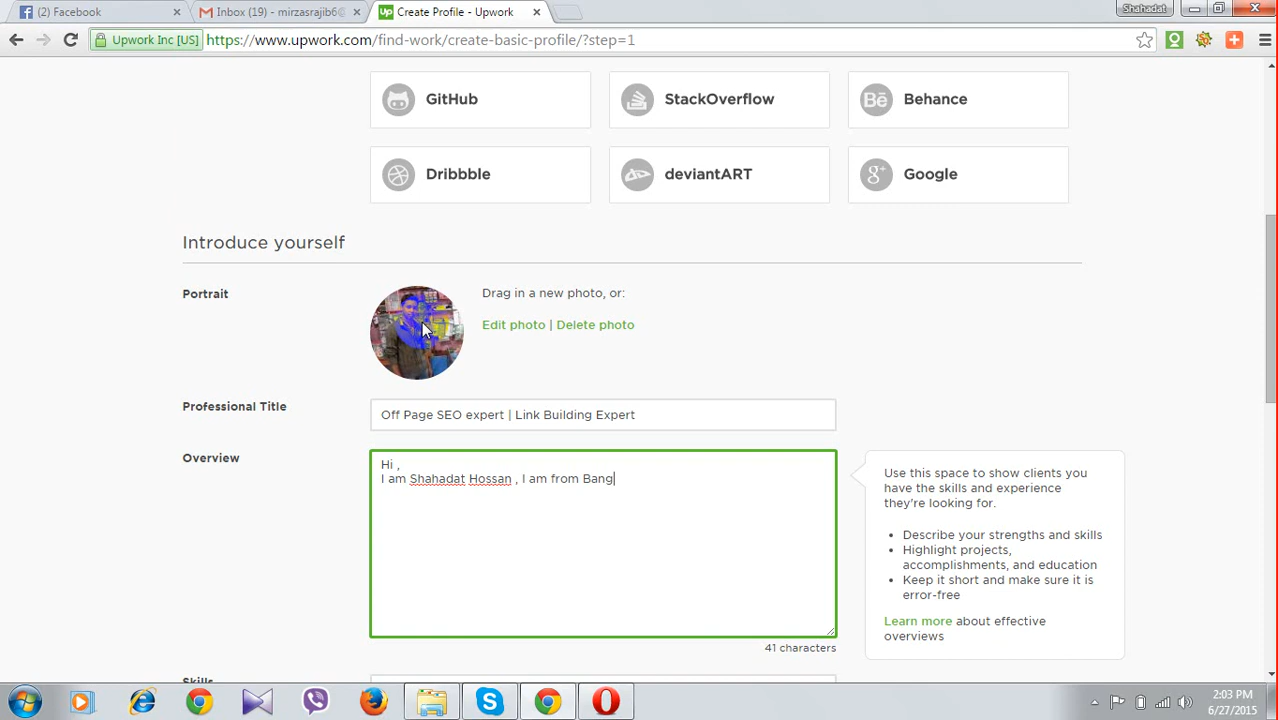 (2) Facebook
Inbox (19) - mirzasrajib6@
Create Profile - Upwork
Shahadat
Upwork Inc [US]
https://www.upwork.com/find-work/create-basic-profile/?step=1
GitHub
StackOverflow
Behance
Dribbble
deviantART
Google
Introduce yourself
Portrait
Drag in a new photo, or:
Edit photo | Delete photo
Professional Title
Off Page SEO expert | Link Building Expert
Overview
Hi ,
I am Shahadat Hossan , I am from Bang
Use this space to show clients you
have the skills and experience
they're looking for.
• Describe your strengths and skills
• Highlight projects,
accomplishments, and education
• Keep it short and make sure it is
error-free
Learn more about effective
overviews
41 characters
Skills
2:03 PM
6/27/2015